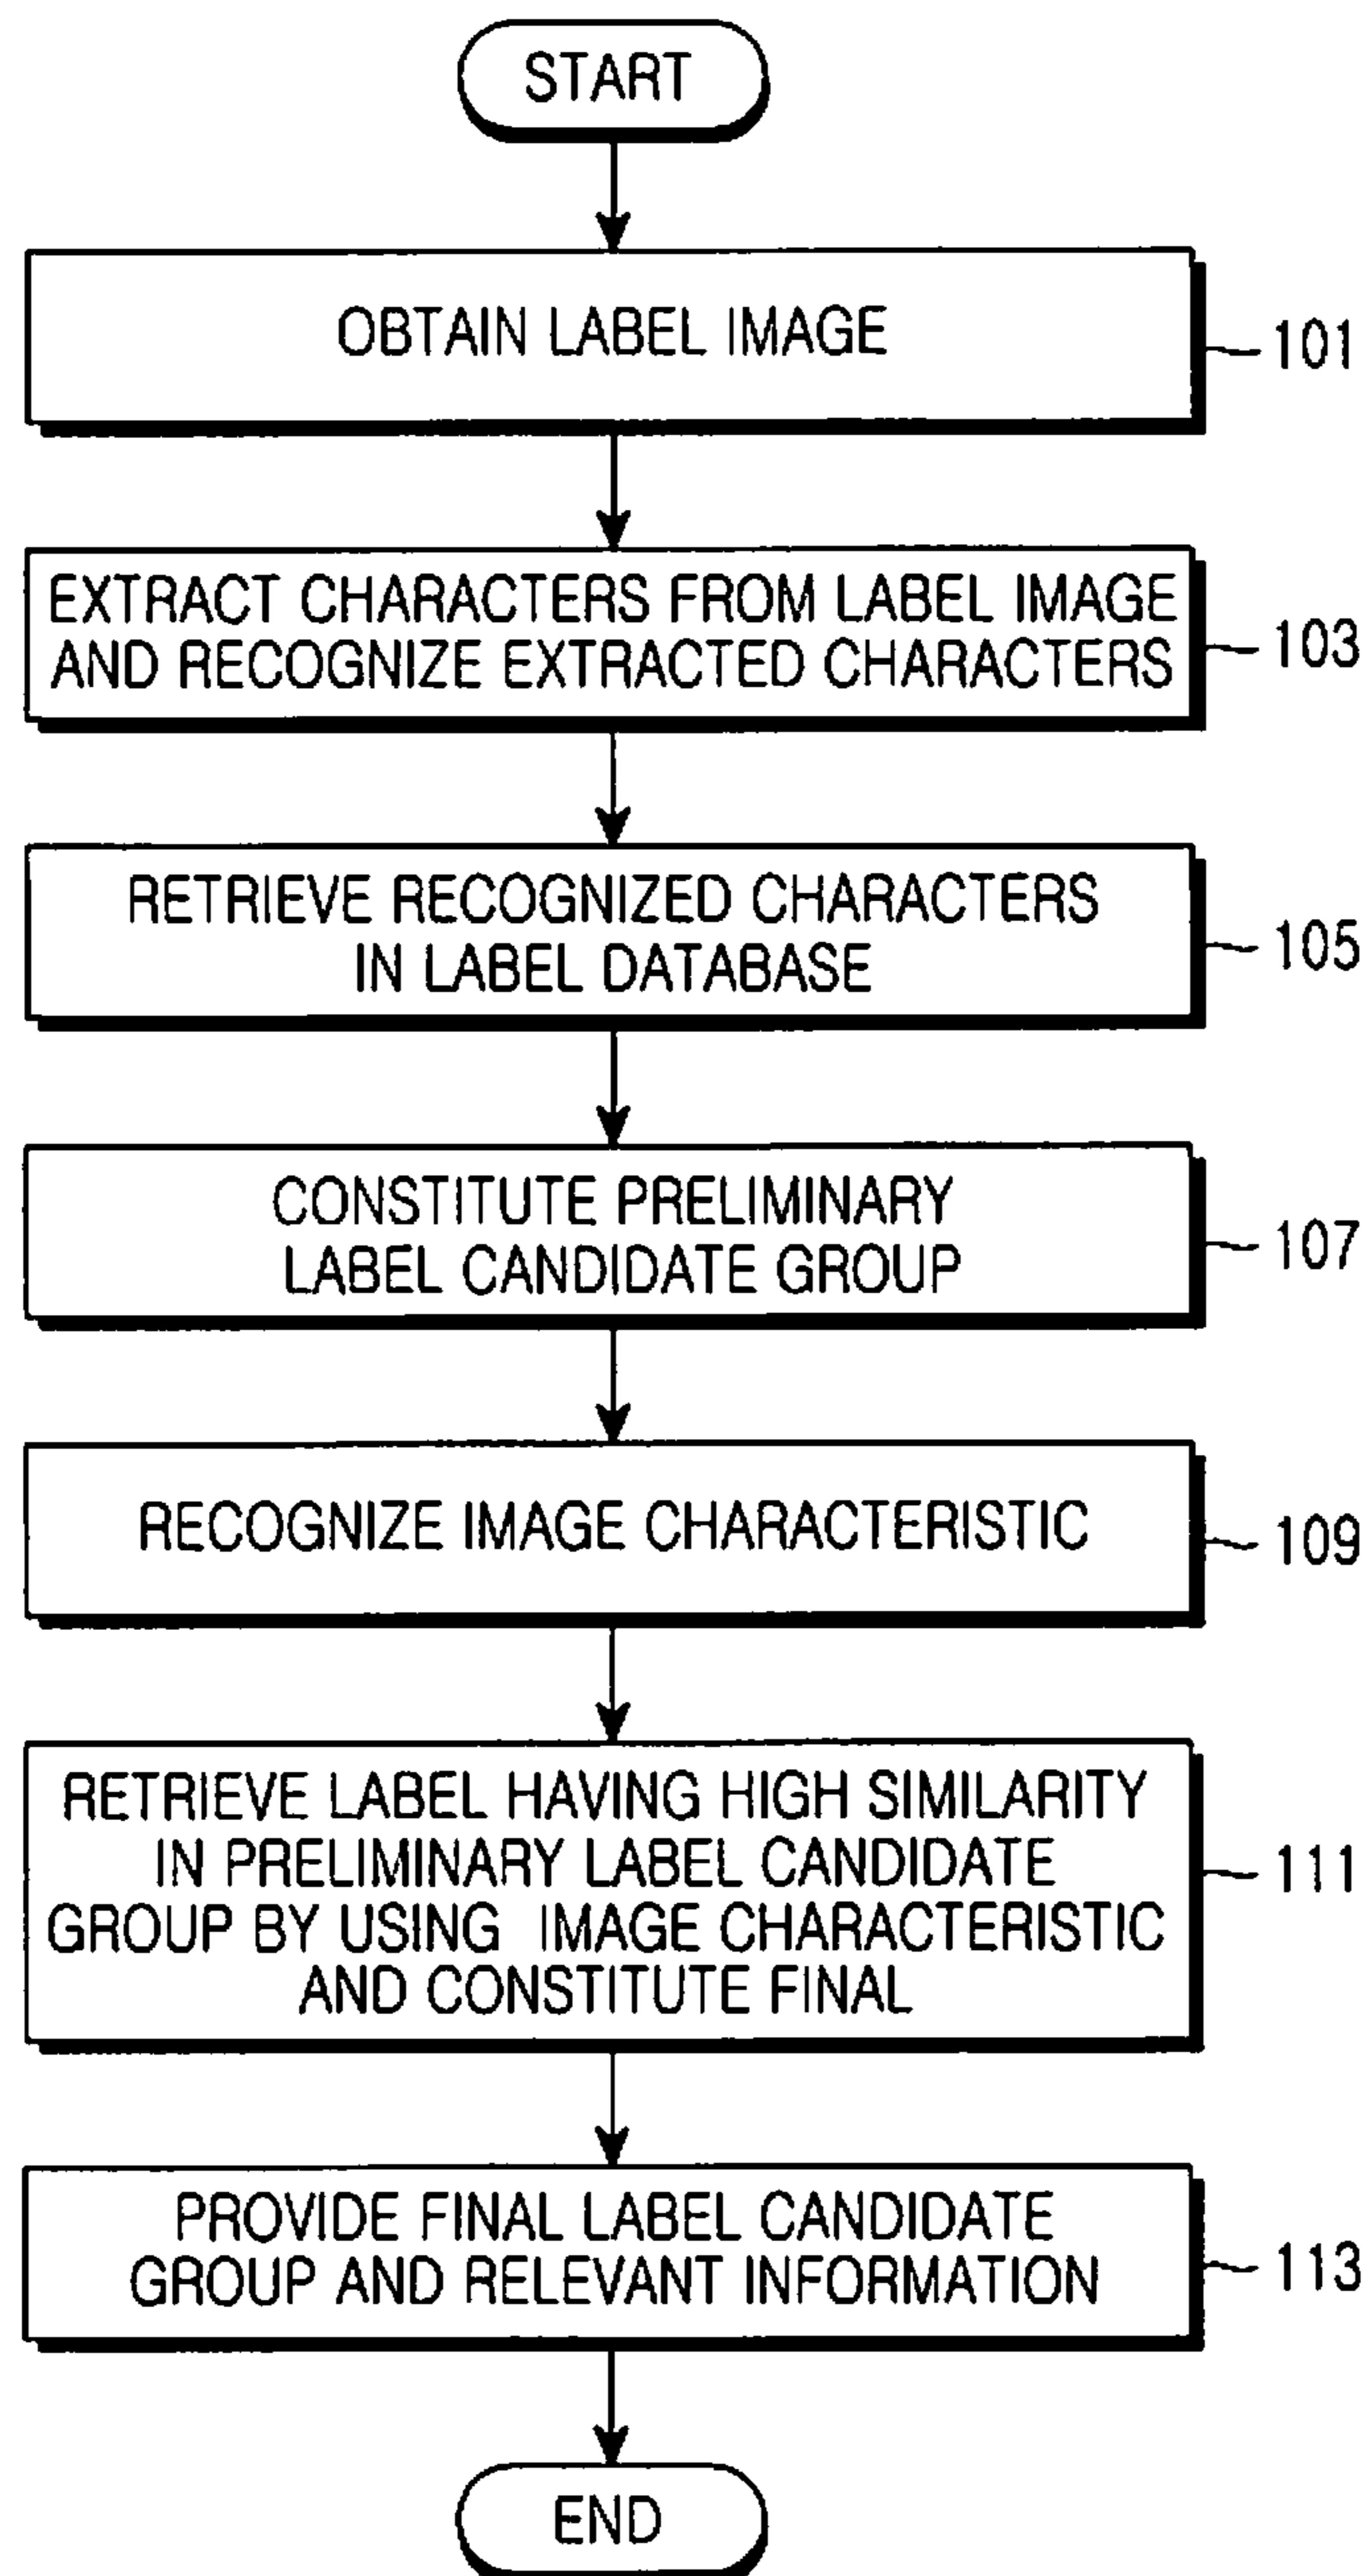 START
OBTAIN LABEL IMAGE
101
EXTRACT CHARACTERS FROM LABEL IMAGE
AND RECOGNIZE EXTRACTED CHARACTERS
103
RETRIEVE RECOGNIZED CHARACTERS
IN LABEL DATABASE
105
CONSTITUTE PRELIMINARY
LABEL CANDIDATE GROUP
107
RECOGNIZE IMAGE CHARACTERISTIC
109
RETRIEVE LABEL HAVING HIGH SIMILARITY
IN PRELIMINARY LABEL CANDIDATE
GROUP BY USING IMAGE CHARACTERISTIC
AND CONSTITUTE FINAL
111
PROVIDE FINAL LABEL CANDIDATE
GROUP AND RELEVANT INFORMATION
113
END